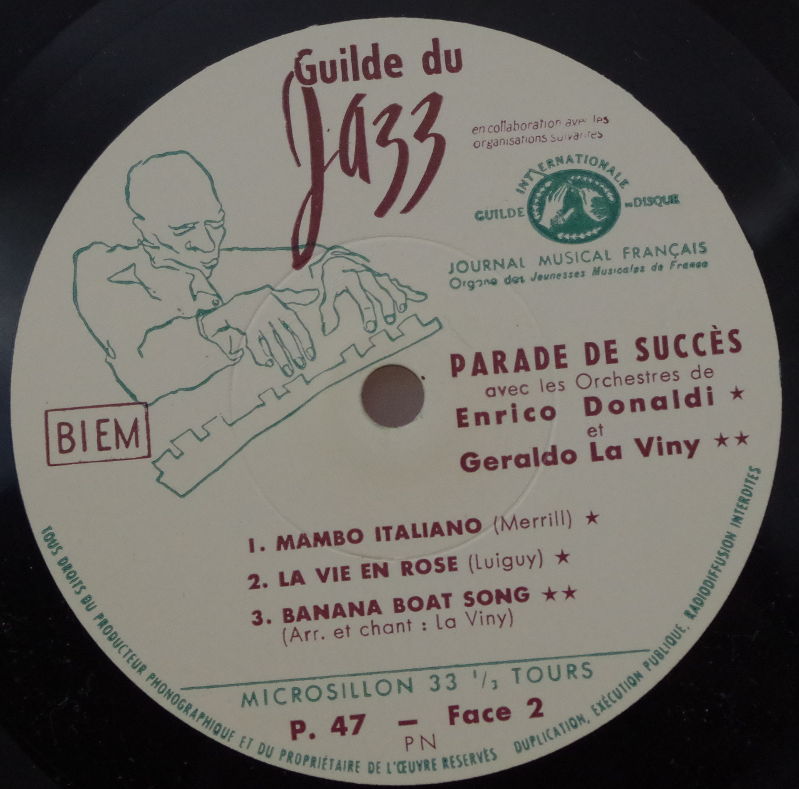 Guilde du
Jazz
en collaboration avec les
organisations suivantes
INTERNATIONALE
GUILDE DU DISQUE
JOURNAL MUSICAL FRANÇAIS
Organe des Jeunesses Musicales de France
PARADE DE SUCCÈS
avec les Orchestres de
Enrico Donaldi ★
et
Geraldo La Viny ★★
BIEM
1. MAMBO ITALIANO (Merrill) ★
2. LA VIE EN ROSE (Luiguy) ★
3. BANANA BOAT SONG ★★
(Arr. et chant : La Viny)
MICROSILLON 33 1/3 TOURS
P. 47 — Face 2
PN
TOUS DROITS DU PRODUCTEUR PHONOGRAPHIQUE ET DU PROPRIÉTAIRE DE L'ŒUVRE RÉSERVÉS DUPLICATION, EXÉCUTION PUBLIQUE, RADIODIFFUSION INTERDITES